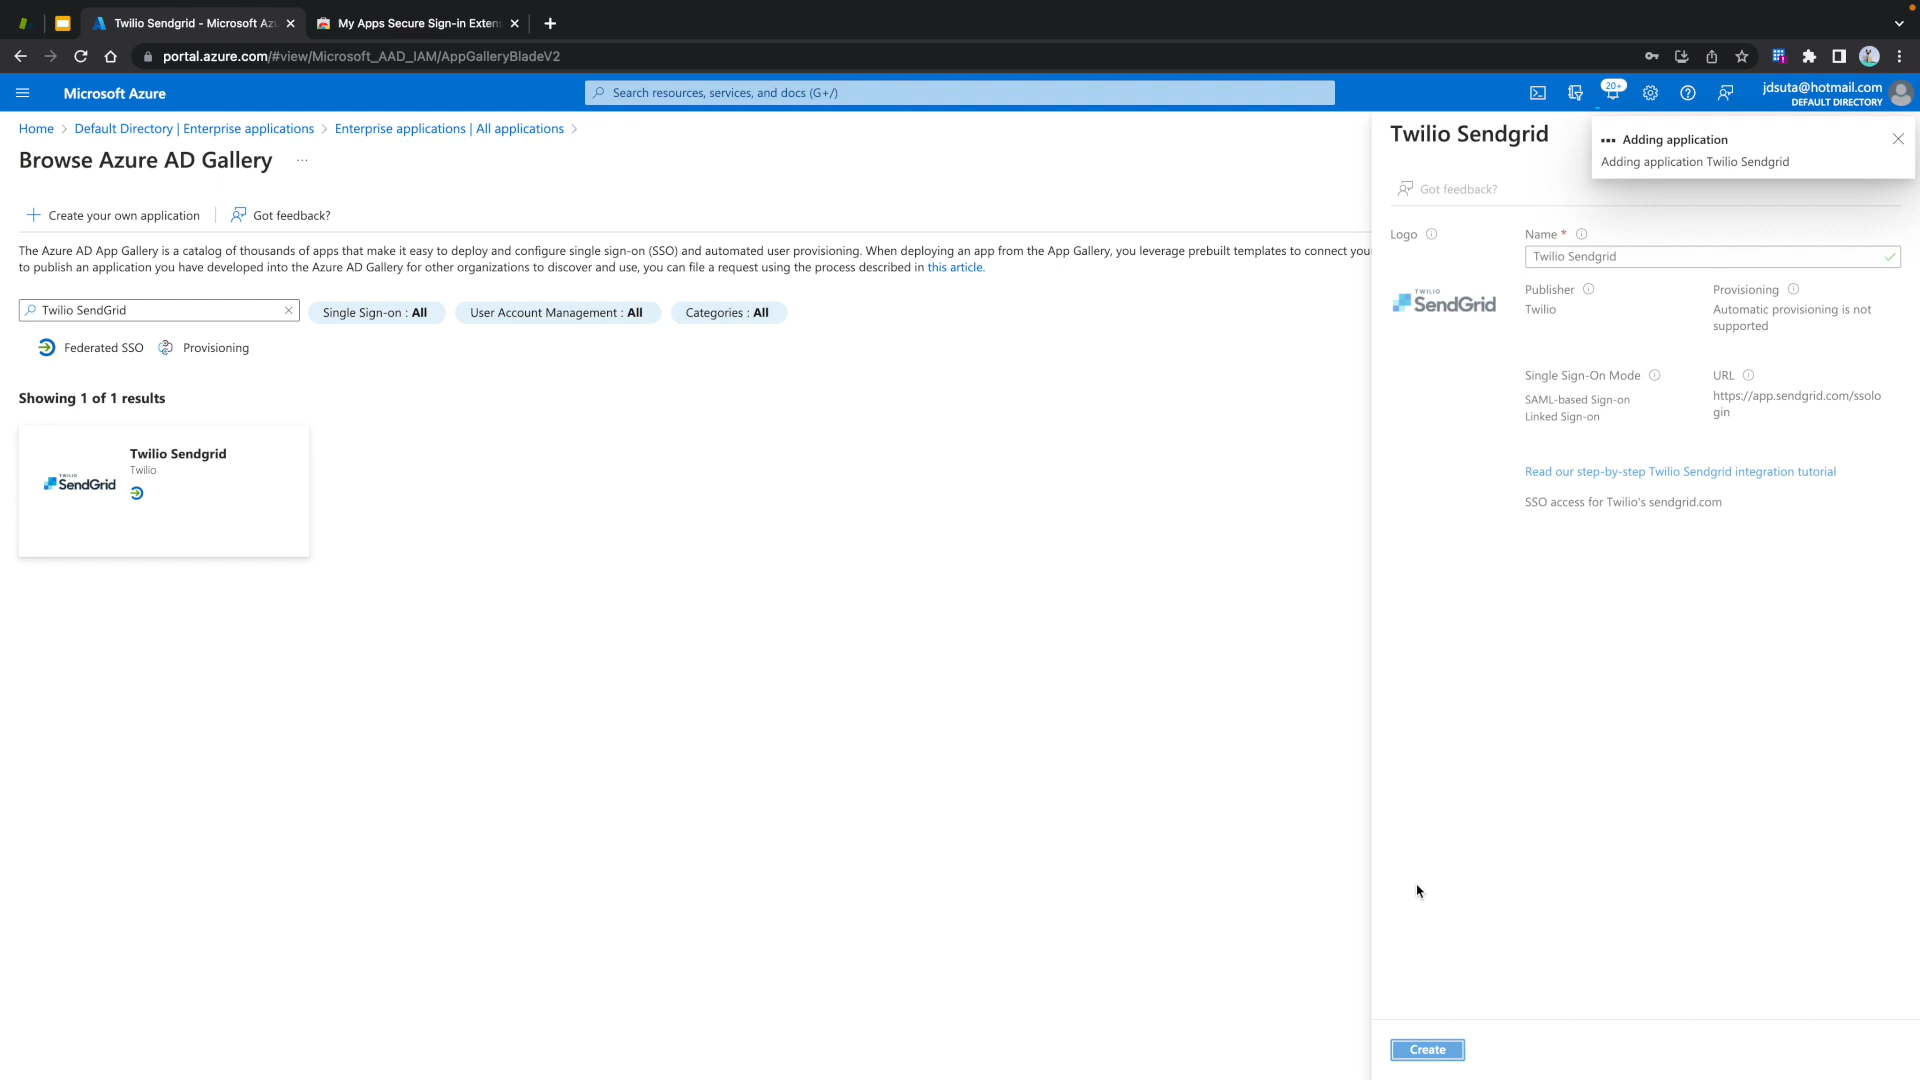 Twilio Sendgrid - Microsoft Az
My Apps Secure Sign-in Exten
portal.azure.com/#view/Microsoft_AAD_IAM/AppGalleryBladeV2
Microsoft Azure
Search resources, services, and docs (G+/)
20+
jdsuta@hotmail.com
DEFAULT DIRECTORY
Home > Default Directory | Enterprise applications > Enterprise applications | All applications >
Browse Azure AD Gallery ...
Create your own application
Got feedback?
The Azure AD App Gallery is a catalog of thousands of apps that make it easy to deploy and configure single sign-on (SSO) and automated user provisioning. When deploying an app from the App Gallery, you leverage prebuilt templates to connect you
to publish an application you have developed into the Azure AD Gallery for other organizations to discover and use, you can file a request using the process described in this article.
Twilio SendGrid
Single Sign-on : All
User Account Management : All
Categories : All
Federated SSO
Provisioning
Showing 1 of 1 results
TWILIO
SendGrid
Twilio Sendgrid
Twilio
Twilio Sendgrid
Adding application
Adding application Twilio Sendgrid
Got feedback?
Logo
TWILIO
SendGrid
Name *
Twilio Sendgrid
Publisher
Twilio
Provisioning
Automatic provisioning is not
supported
Single Sign-On Mode
SAML-based Sign-on
Linked Sign-on
URL
https://app.sendgrid.com/ssolo
gin
Read our step-by-step Twilio Sendgrid integration tutorial
SSO access for Twilio's sendgrid.com
Create